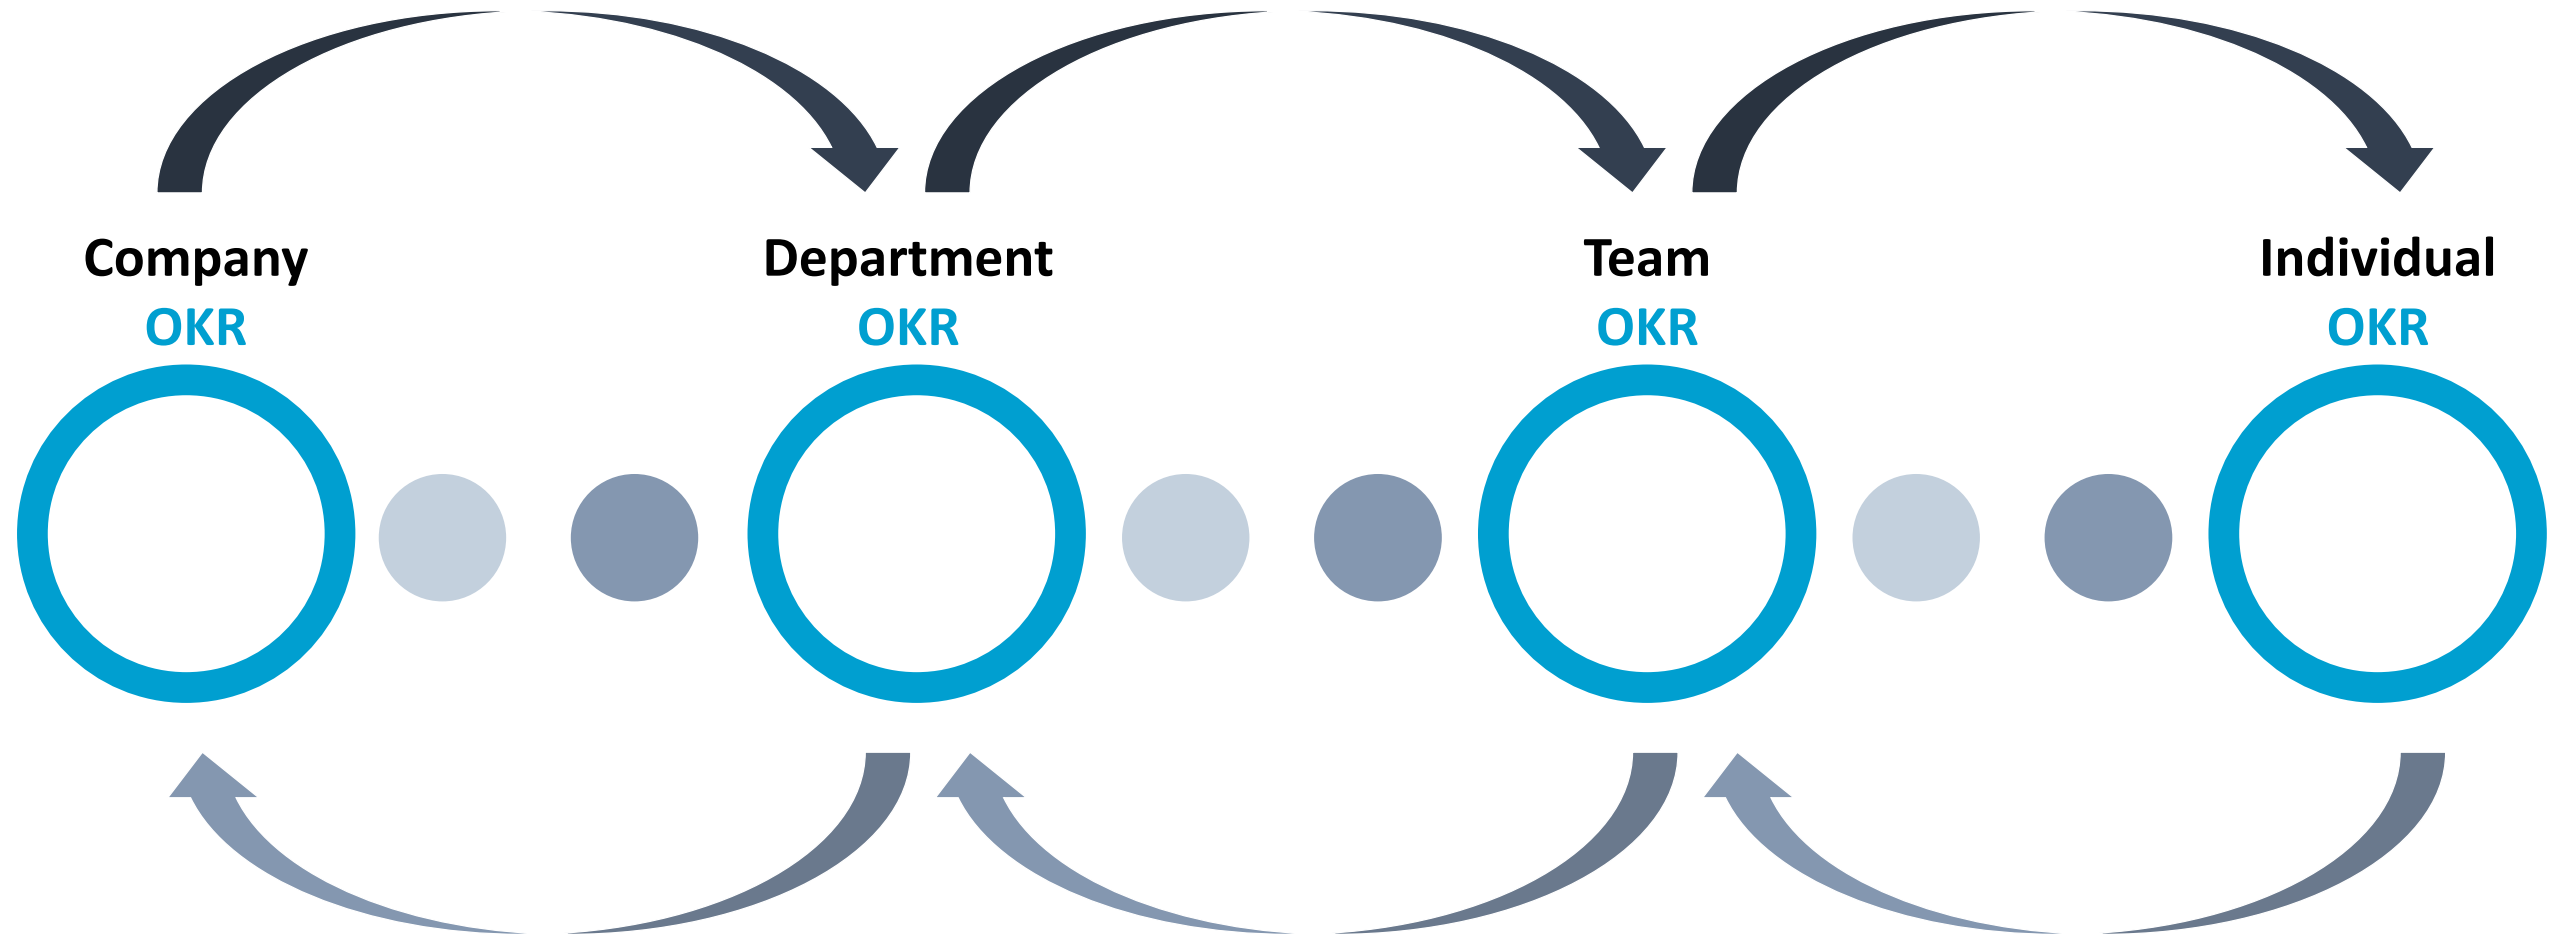 Company
OKR
Department
OKR
Team
OKR
Individual
OKR